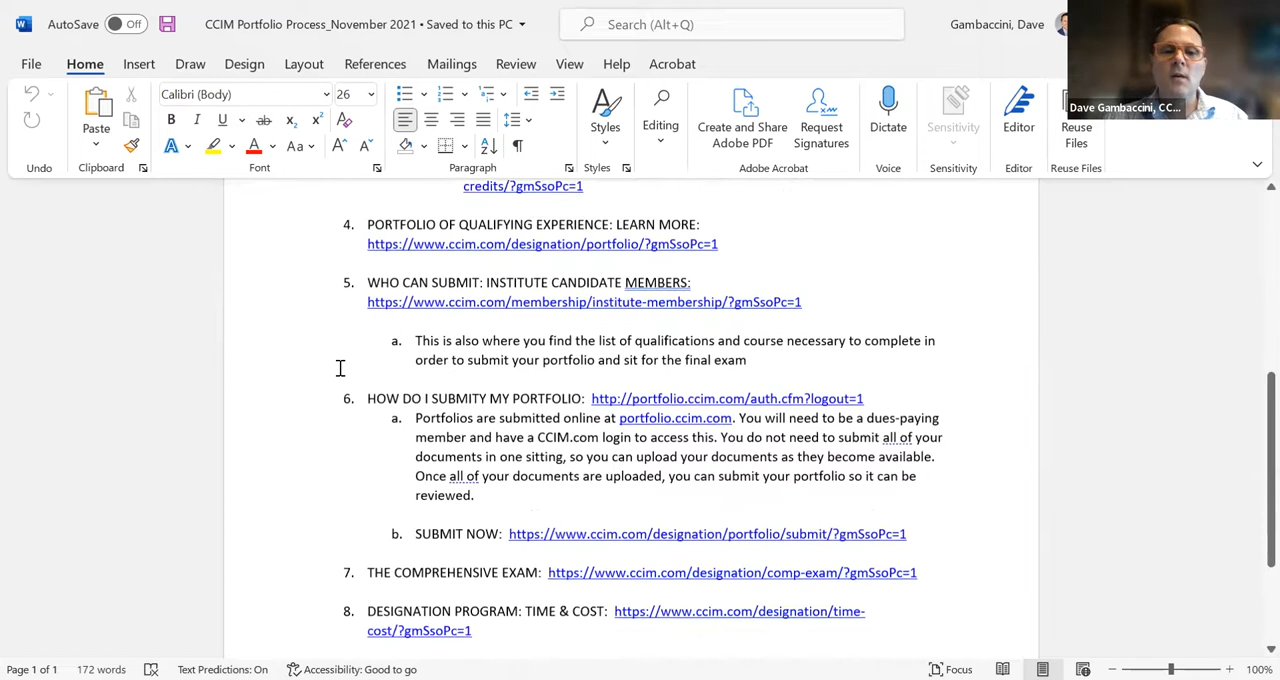 AutoSave Off CCIM Portfolio Process_November 2021 • Saved to this PC Search (Alt+Q) Gambaccini, Dave
File Home Insert Draw Design Layout References Mailings Review View Help Acrobat
Dave Gambaccini, CC...
Calibri (Body) 26
Paste
Styles
Editing
Create and Share Adobe PDF
Request Signatures
Dictate
Sensitivity
Editor
Reuse Files
Undo Clipboard Font Paragraph Styles Adobe Acrobat Voice Sensitivity Editor Reuse Files
credits/?gmSsoPc=1
4. PORTFOLIO OF QUALIFYING EXPERIENCE: LEARN MORE:
https://www.ccim.com/designation/portfolio/?gmSsoPc=1
5. WHO CAN SUBMIT: INSTITUTE CANDIDATE MEMBERS:
https://www.ccim.com/membership/institute-membership/?gmSsoPc=1
a. This is also where you find the list of qualifications and course necessary to complete in
order to submit your portfolio and sit for the final exam
6. HOW DO I SUBMITY MY PORTFOLIO: http://portfolio.ccim.com/auth.cfm?logout=1
a. Portfolios are submitted online at portfolio.ccim.com. You will need to be a dues-paying
member and have a CCIM.com login to access this. You do not need to submit all of your
documents in one sitting, so you can upload your documents as they become available.
Once all of your documents are uploaded, you can submit your portfolio so it can be
reviewed.
b. SUBMIT NOW: https://www.ccim.com/designation/portfolio/submit/?gmSsoPc=1
7. THE COMPREHENSIVE EXAM: https://www.ccim.com/designation/comp-exam/?gmSsoPc=1
8. DESIGNATION PROGRAM: TIME & COST: https://www.ccim.com/designation/time-
cost/?gmSsoPc=1
Page 1 of 1 172 words Text Predictions: On Accessibility: Good to go Focus 100%